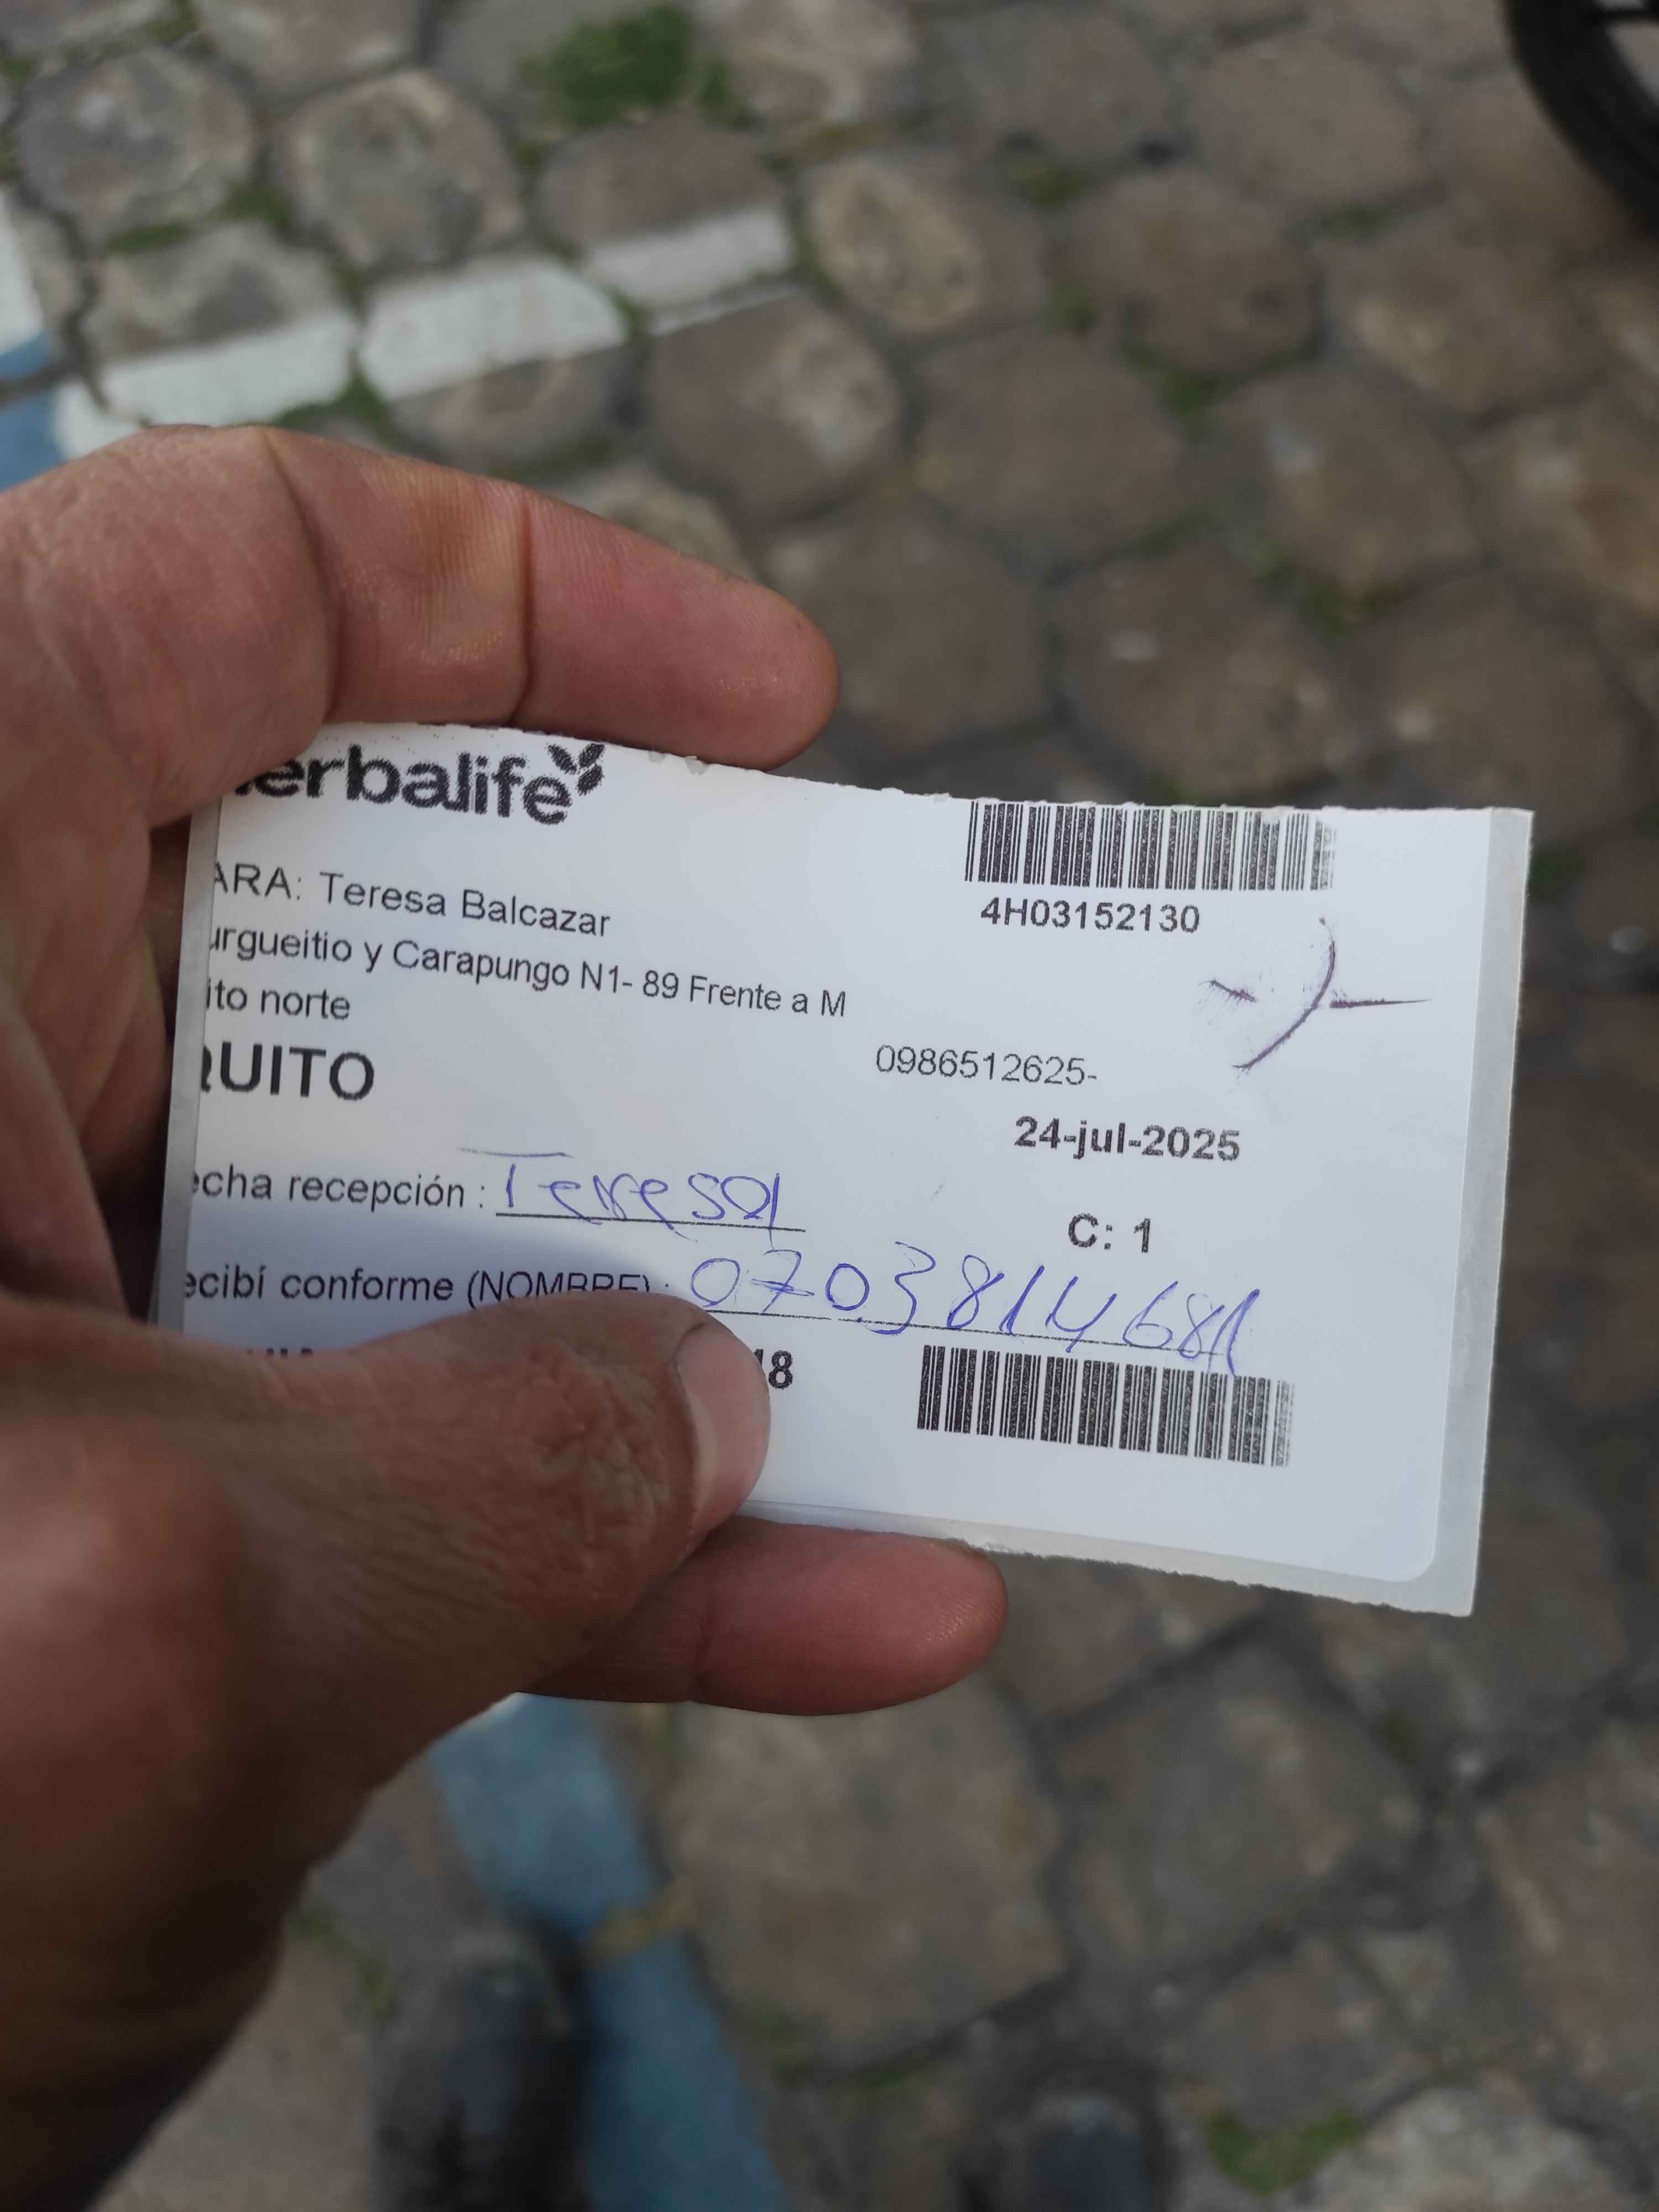 erbalife
4H03152130
ARA: Teresa Balcazar
urgueitio y Carapungo N1- 89 Frente a M
ito norte
0986512625-
QUITO
24-jul-2025
echa recepción : Teresa
C: 1
ecibí conforme (NOMBRE) : 0703814681
18